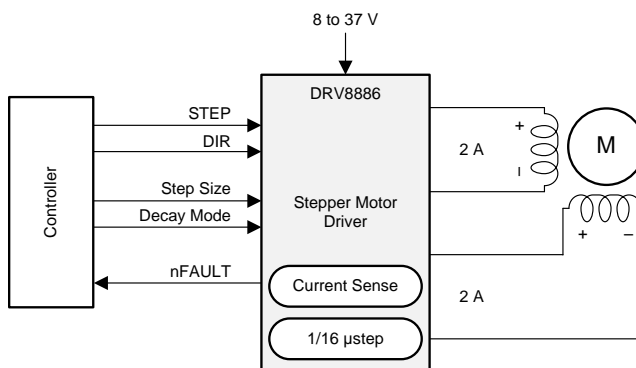 8 to 37 V
DRV8886
Controller
STEP
DIR
Step Size
Decay Mode
nFAULT
Stepper Motor
Driver
Current Sense
1/16 µstep
2 A
+
–
M
+ –
2 A